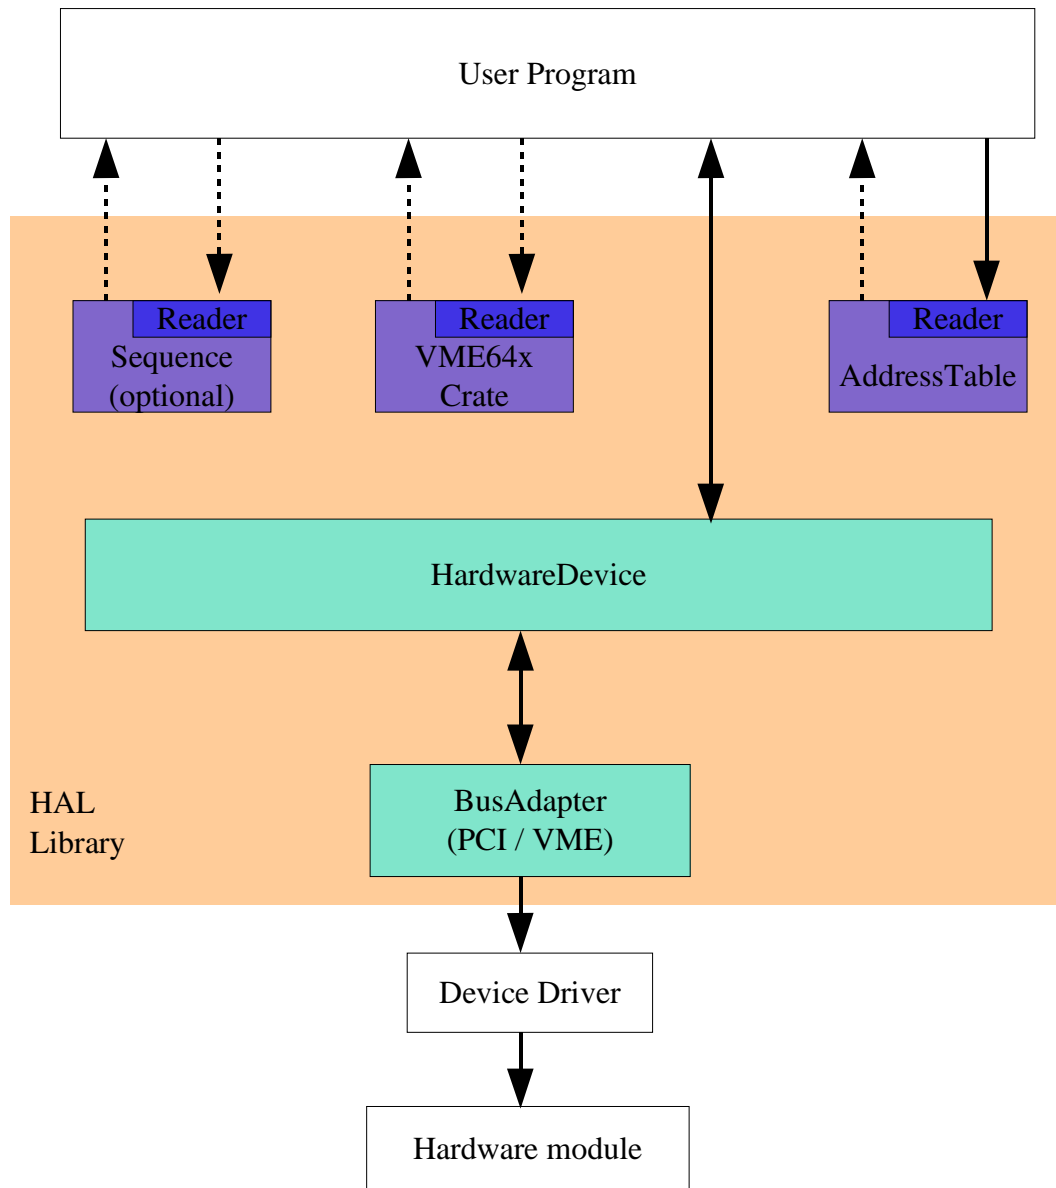 User Program
Reader
Sequence
(optional)
Reader
VME64x
Crate
Reader
AddressTable
HardwareDevice
BusAdapter
(PCI / VME)
HAL
Library
Device Driver
Hardware module